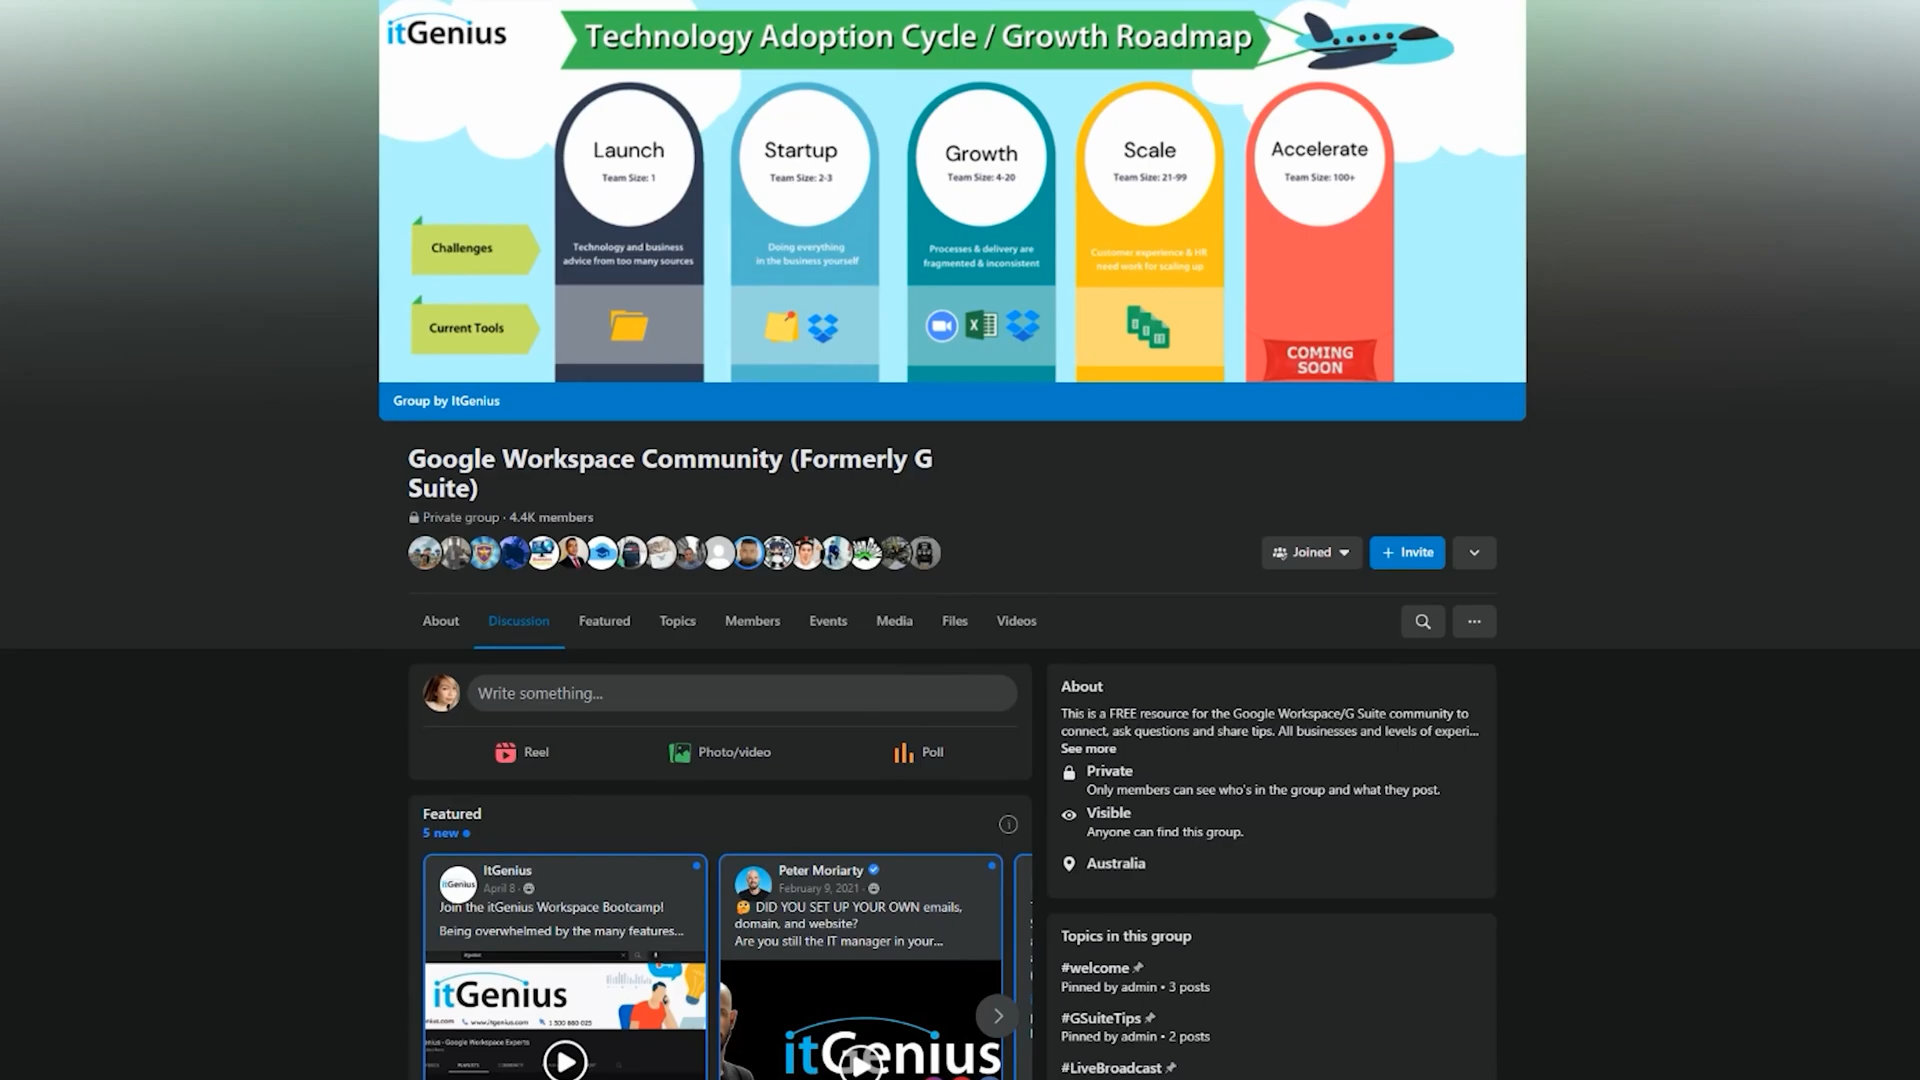 itGenius
Technology Adoption Cycle / Growth Roadmap
Launch
Team Size: 1
Startup
Team Size: 2-3
Growth
Team Size: 4-20
Scale
Team Size: 21-99
Accelerate
Team Size: 100+
Challenges
Technology and business
advice from too many sources
Doing everything
in the business yourself
Processes & delivery are
fragmented & inconsistent
Customer experience & HR
need work for scaling up
Current Tools
COMING
SOON
Group by ItGenius
Google Workspace Community (Formerly G
Suite)
Private group · 4.4K members
Joined
+ Invite
About
Discussion
Featured
Topics
Members
Events
Media
Files
Videos
Write something...
Reel
Photo/video
Poll
Featured
5 new
ItGenius
April 8 ·
Join the itGenius Workspace Bootcamp!
Being overwhelmed by the many features...
itGenius
www.itgenius.com
1 300 880 025
Peter Moriarty
February 9, 2021 ·
DID YOU SET UP YOUR OWN emails,
domain, and website?
Are you still the IT manager in your...
itGenius
About
This is a FREE resource for the Google Workspace/G Suite community to
connect, ask questions and share tips. All businesses and levels of experi...
See more
Private
Only members can see who's in the group and what they post.
Visible
Anyone can find this group.
Australia
Topics in this group
#welcome
Pinned by admin • 3 posts
#GSuiteTips
Pinned by admin • 2 posts
#LiveBroadcast